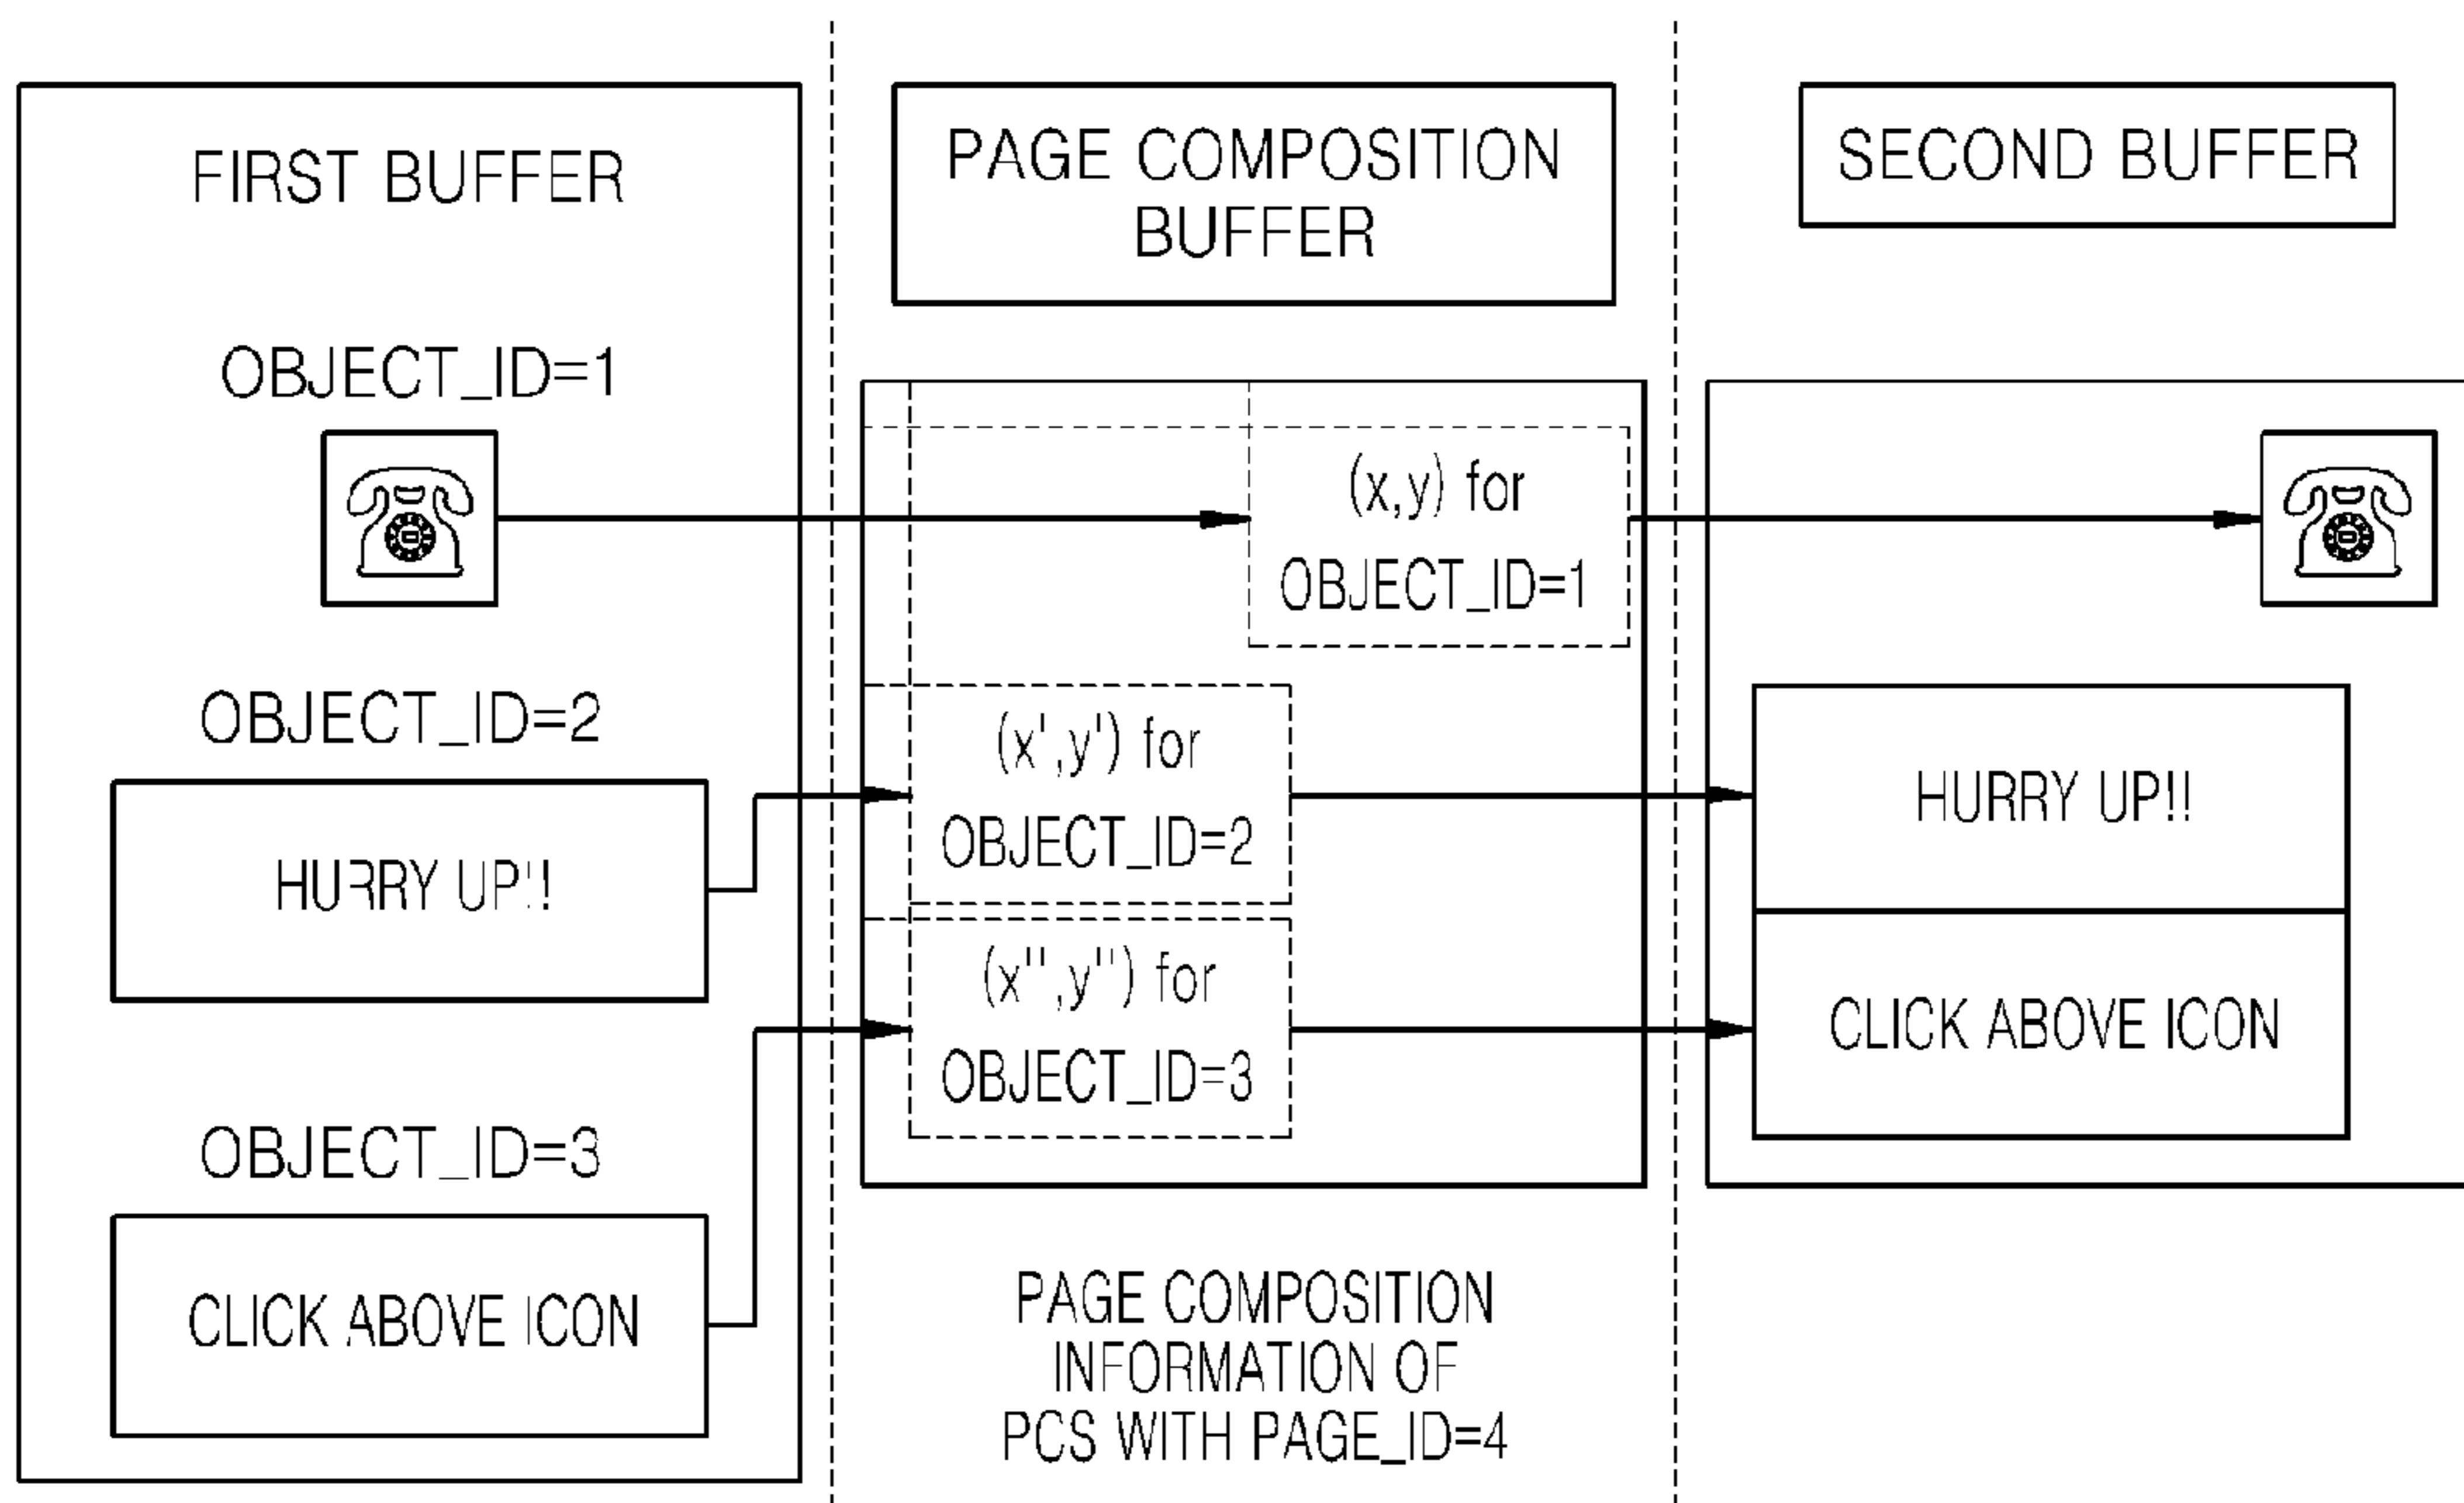 FIRST BUFFER
OBJECT_ID=1
OBJECT_ID=2
HURRY UP!!
OBJECT_ID=3
CLICK ABOVE ICON
PAGE COMPOSITION
BUFFER
(x,y) for
OBJECT_ID=1
(x',y') for
OBJECT_ID=2
(x",y") for
OBJECT_ID=3
PAGE COMPOSITION
INFORMATION OF
PCS WITH PAGE_ID=4
SECOND BUFFER
HURRY UP!!
CLICK ABOVE ICON